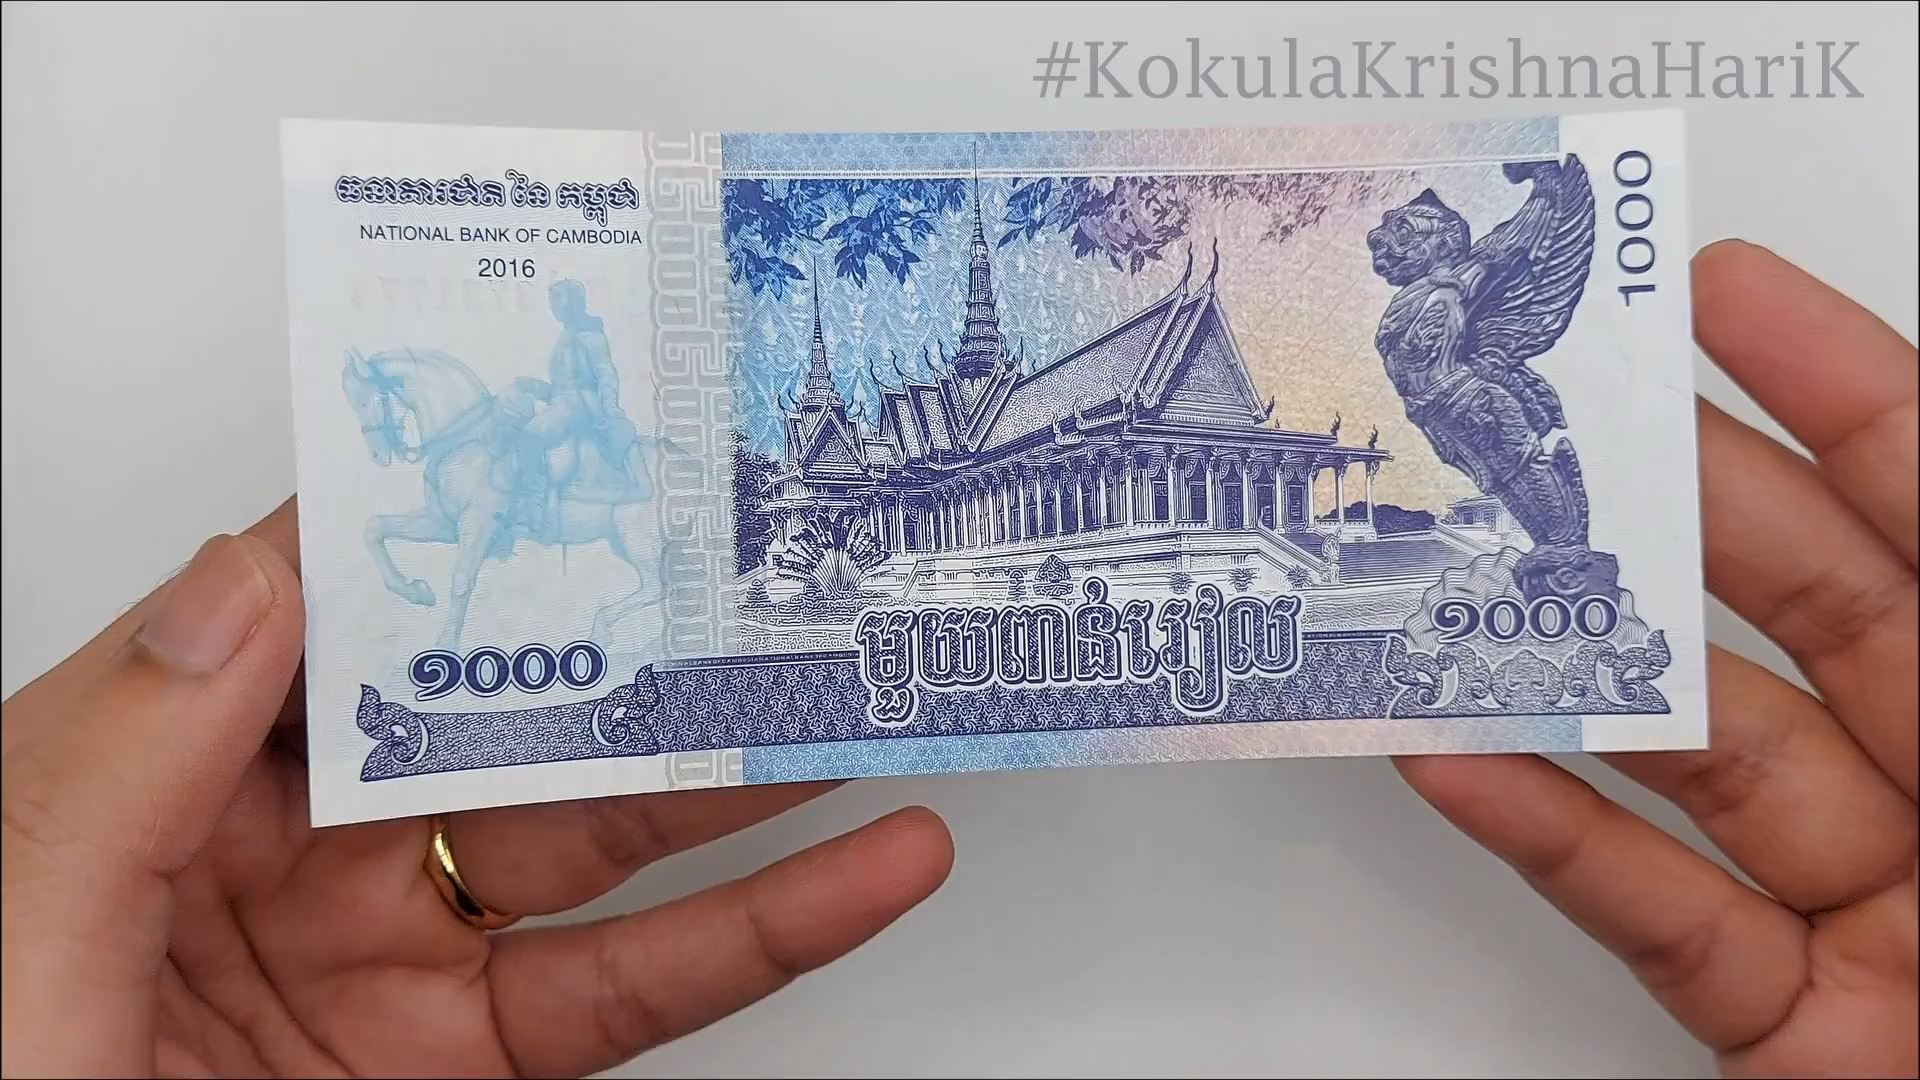 #KokulaKrishnaHariK
ធនាគារជាតិ នៃ កម្ពុជា
NATIONAL BANK OF CAMBODIA
2016
1000
១០០០
មួយពាន់រៀល
១០០០